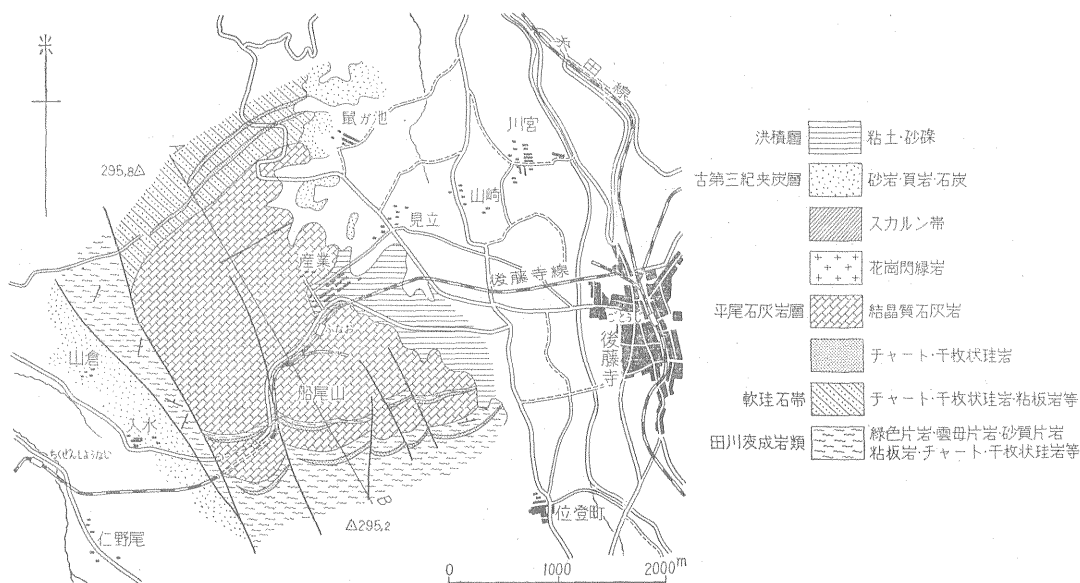 米
295,8△
鼠ガ池
川宮
山崎
見立
産業
後藤寺線
後藤寺
船尾山
山倉
入水
仁野尾
△295,2
B
位登町
0 1000 2000m
洪積層 粘土・砂礫
古第三紀夾炭層 砂岩・頁岩・石炭
スカルン帯
花崗閃緑岩
平尾石灰岩層 結晶質石灰岩
チャート・千枚状珪岩
軟珪石帯 チャート・千枚状珪岩・粘板岩等
田川変成岩類 緑色片岩・雲母片岩・砂質片岩
粘板岩・チャート・千枚状珪岩等